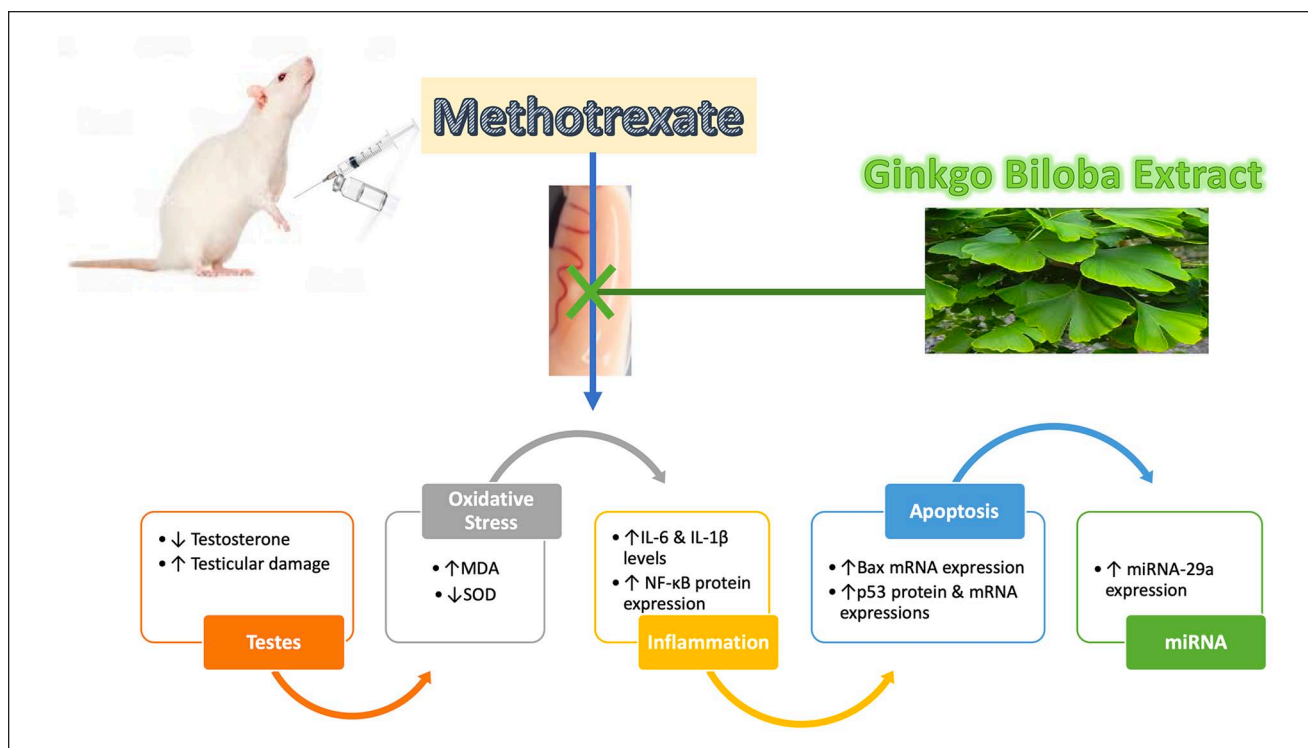 Methotrexate
Ginkgo Biloba Extract
• ↓ Testosterone
• ↑ Testicular damage
Testes
Oxidative
Stress
• ↑MDA
• ↓SOD
• ↑IL-6 & IL-1β
levels
• ↑ NF-κB protein
expression
Inflammation
Apoptosis
• ↑Bax mRNA expression
• ↑p53 protein & mRNA
expressions
• ↑ miRNA-29a
expression
miRNA